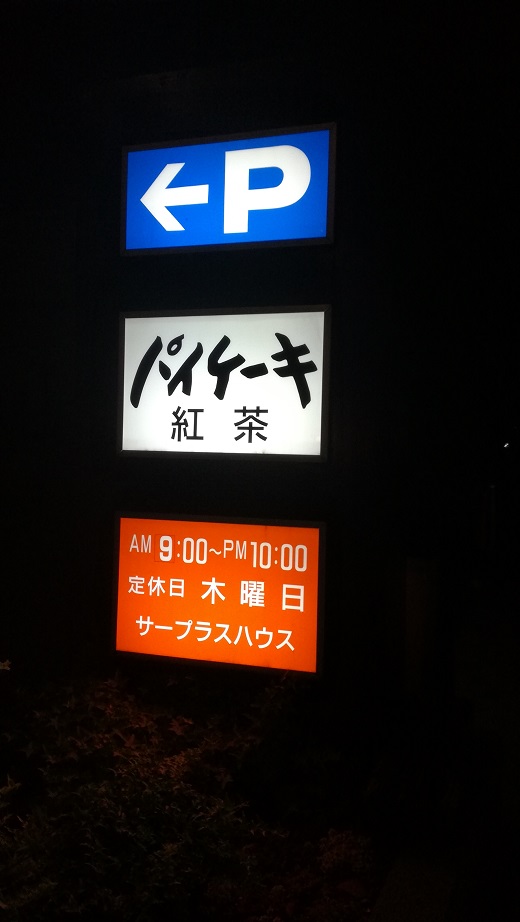 ←P
パイケーキ
紅茶
AM 9:00~PM10:00
定休日 木曜日
サープラスハウス